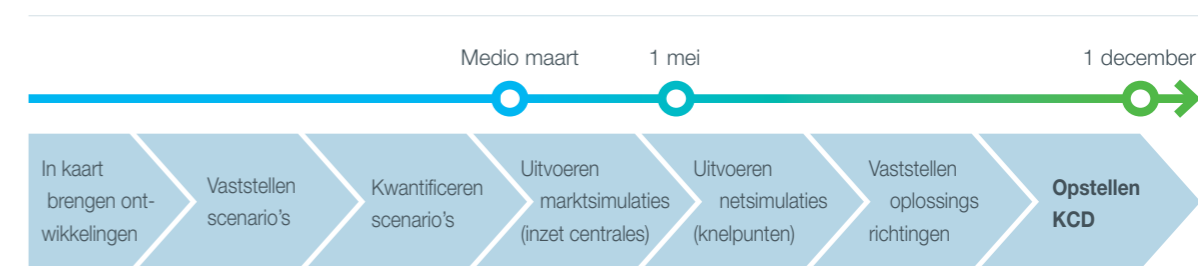 Medio maart
1 mei
1 december
In kaart
brengen ont-
wikkelingen
Vaststellen
scenario's
Kwantificeren
scenario's
Uitvoeren
marktsimulaties
(inzet centrales)
Uitvoeren
netsimulaties
(knelpunten)
Vaststellen
oplossings
richtingen
Opstellen
KCD